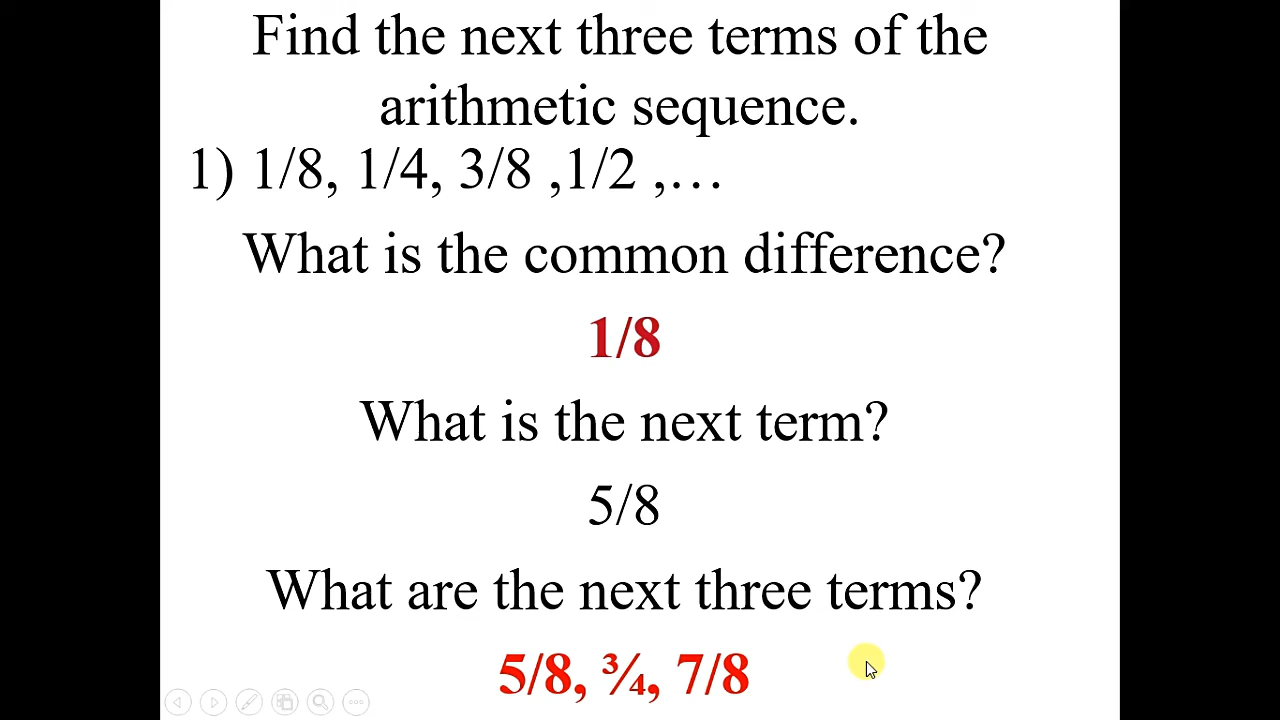 Find the next three terms of the
arithmetic sequence.
1) 1/8, 1/4, 3/8 ,1/2 ,…
What is the common difference?
1/8
What is the next term?
5/8
What are the next three terms?
5/8, ¾, 7/8